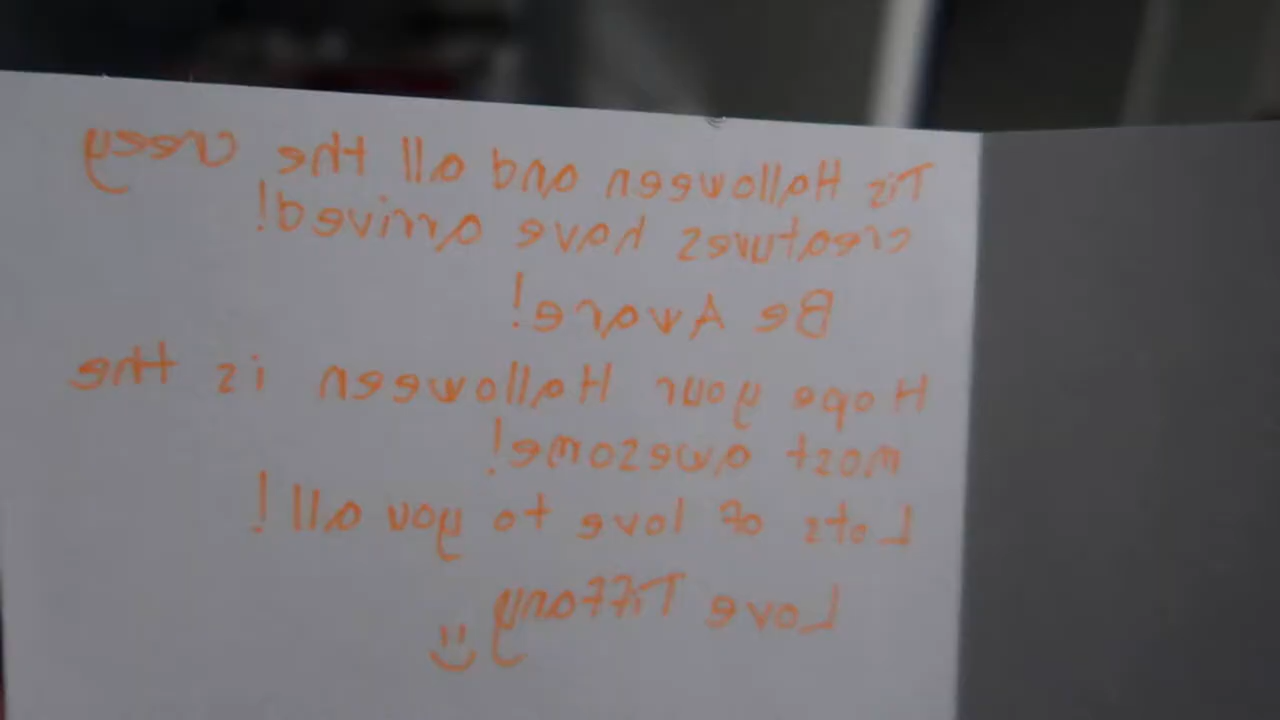 Tis Halloween and all the creepy
creatures have arrived!
Be Aware!
Hope your Halloween is the
most awesome!
Lots of love to you all!
Love Tiffany